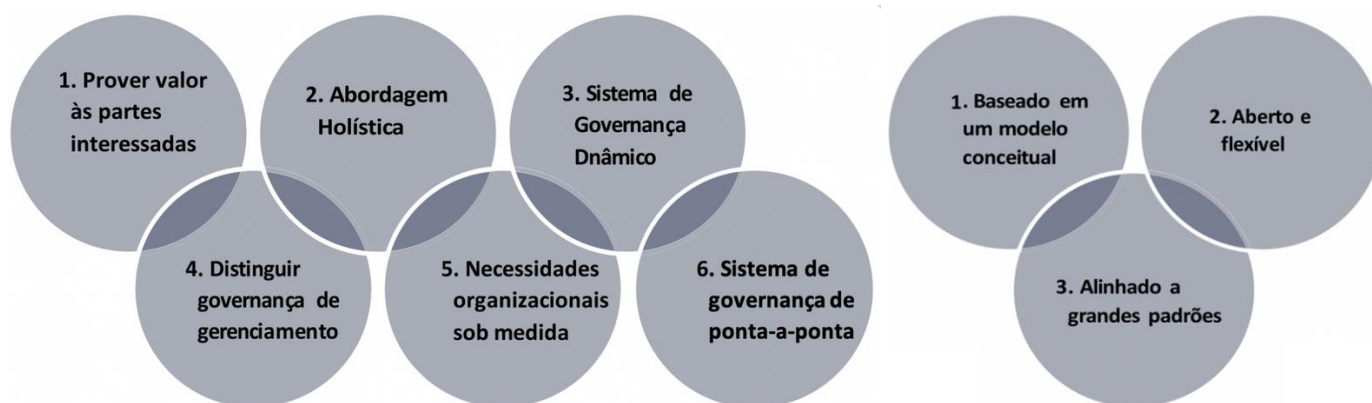 1. Prover valor
às partes
interessadas
2. Abordagem
Holística
3. Sistema de
Governança
Dnâmico
4. Distinguir
governança de
gerenciamento
5. Necessidades
organizacionais
sob medida
6. Sistema de
governança de
ponta-a-ponta
1. Baseado em
um modelo
conceitual
2. Aberto e
flexível
3. Alinhado a
grandes padrões